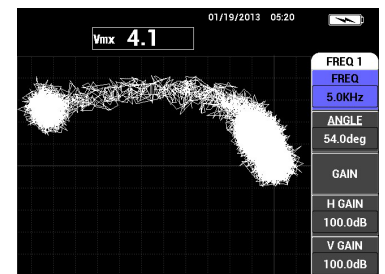 01/19/2013 05:20
Vmx 4.1
FREQ 1
FREQ
5.0KHz
ANGLE
54.0deg
GAIN
H GAIN
100.0dB
V GAIN
100.0dB